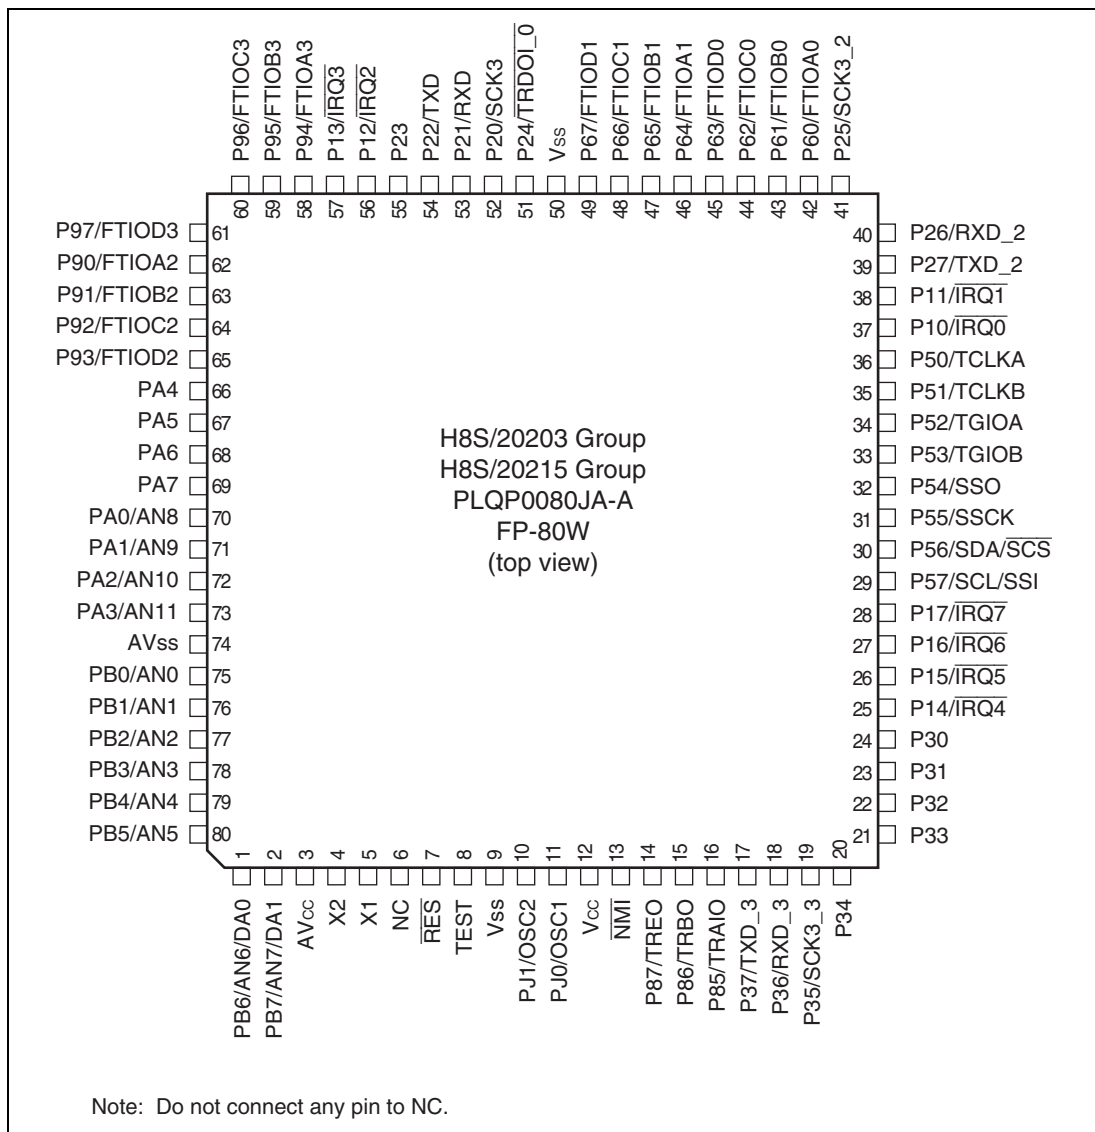 P96/FTIOC3
P95/FTIOB3
P94/FTIOA3
P13/IRQ3
P12/IRQ2
P23
P22/TXD
P21/RXD
P20/SCK3
P24/TRDOI_0
Vss
P67/FTIOD1
P66/FTIOC1
P65/FTIOB1
P64/FTIOA1
P63/FTIOD0
P62/FTIOC0
P61/FTIOB0
P60/FTIOA0
P25/SCK3_2
60
59
58
57
56
55
54
53
52
51
50
49
48
47
46
45
44
43
42
41
P97/FTIOD3 61
P90/FTIOA2 62
P91/FTIOB2 63
P92/FTIOC2 64
P93/FTIOD2 65
PA4 66
PA5 67
PA6 68
PA7 69
PA0/AN8 70
PA1/AN9 71
PA2/AN10 72
PA3/AN11 73
AVss 74
PB0/AN0 75
PB1/AN1 76
PB2/AN2 77
PB3/AN3 78
PB4/AN4 79
PB5/AN5 80
H8S/20203 Group
H8S/20215 Group
PLQP0080JA-A
FP-80W
(top view)
40 P26/RXD_2
39 P27/TXD_2
38 P11/IRQ1
37 P10/IRQ0
36 P50/TCLKA
35 P51/TCLKB
34 P52/TGIOA
33 P53/TGIOB
32 P54/SSO
31 P55/SSCK
30 P56/SDA/SCS
29 P57/SCL/SSI
28 P17/IRQ7
27 P16/IRQ6
26 P15/IRQ5
25 P14/IRQ4
24 P30
23 P31
22 P32
21 P33
1
2
3
4
5
6
7
8
9
10
11
12
13
14
15
16
17
18
19
20
PB6/AN6/DA0
PB7/AN7/DA1
AVcc
X2
X1
NC
RES
TEST
Vss
PJ1/OSC2
PJ0/OSC1
Vcc
NMI
P87/TREO
P86/TRBO
P85/TRAIO
P37/TXD_3
P36/RXD_3
P35/SCK3_3
P34
Note: Do not connect any pin to NC.